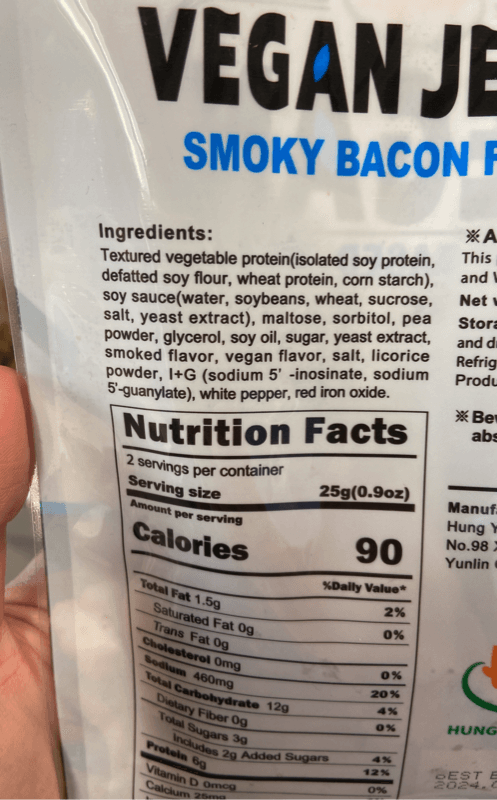 VEGAN JE
SMOKY BACON F
Ingredients:
Textured vegetable protein(isolated soy protein,
defatted soy flour, wheat protein, corn starch),
soy sauce(water, soybeans, wheat, sucrose,
salt, yeast extract), maltose, sorbitol, pea
powder, glycerol, soy oil, sugar, yeast extract,
smoked flavor, vegan flavor, salt, licorice
powder, I+G (sodium 5' -inosinate, sodium
5'-guanylate), white pepper, red iron oxide.
Nutrition Facts
2 servings per container
Serving size 25g(0.9oz)
Amount per serving
Calories 90
%Daily Value*
Total Fat 1.5g 2%
Saturated Fat 0g 0%
Trans Fat 0g
Cholesterol 0mg 0%
Sodium 460mg 20%
Total Carbohydrate 12g 4%
Dietary Fiber 0g 0%
Total Sugars 3g
Includes 2g Added Sugars 4%
Protein 6g 12%
Vitamin D 0mcg 0%
Calcium 25mg
※A
This
and
Net
Stora
and d
Refrig
Produ
※Be
abs
Manuf
Hung Y
No.98
Yunlin
HUNG
BEST B
2024.